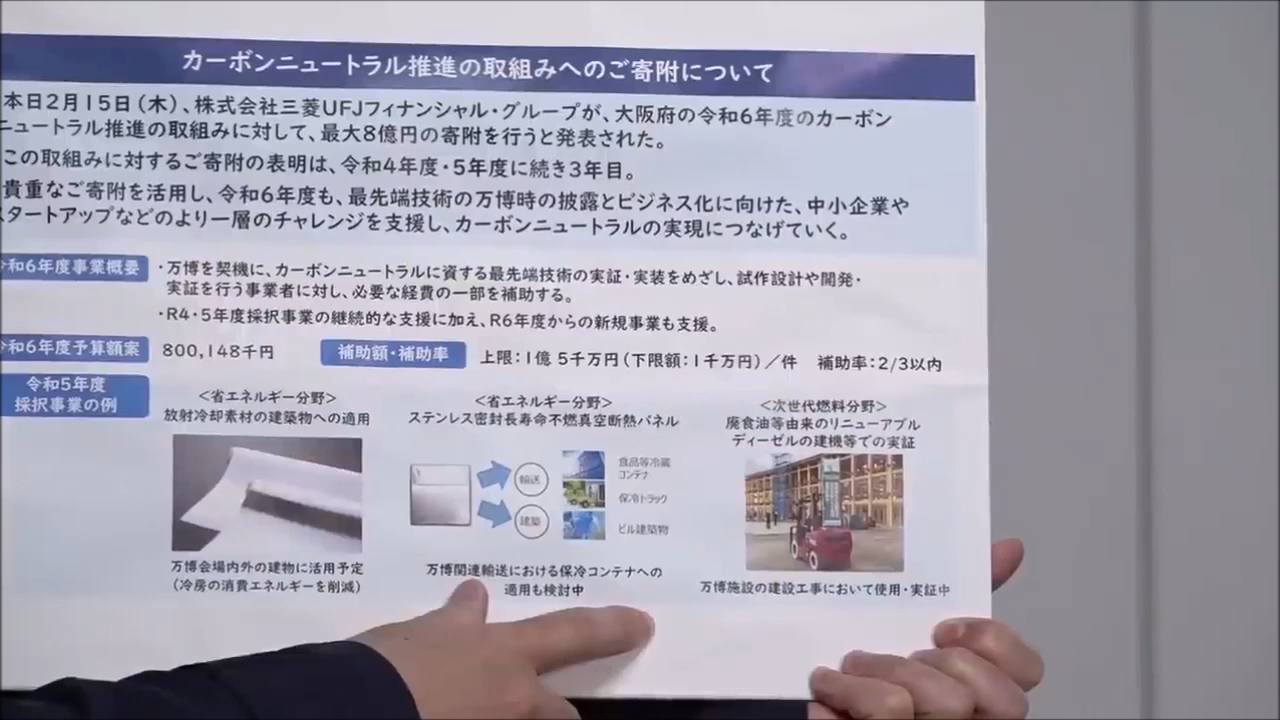 カーボンニュートラル推進の取組みへのご寄附について
本日2月15日(木)、株式会社三菱UFJフィナンシャル・グループが、大阪府の令和6年度のカーボン
ニュートラル推進の取組みに対して、最大8億円の寄附を行うと発表された。
この取組みに対するご寄附の表明は、令和4年度・5年度に続き3年目。
貴重なご寄附を活用し、令和6年度も、最先端技術の万博時の披露とビジネス化に向けた、中小企業や
スタートアップなどのより一層のチャレンジを支援し、カーボンニュートラルの実現につなげていく。
令和6年度事業概要
・万博を契機に、カーボンニュートラルに資する最先端技術の実証・実装をめざし、試作設計や開発・
実証を行う事業者に対し、必要な経費の一部を補助する。
・R4・5年度採択事業の継続的な支援に加え、R6年度からの新規事業も支援。
令和6年度予算額案 800,148千円 補助額・補助率 上限:1億5千万円(下限額:1千万円)/件 補助率:2/3以内
令和5年度
採択事業の例
<省エネルギー分野>
放射冷却素材の建築物への適用
万博会場内外の建物に活用予定
(冷房の消費エネルギーを削減)
<省エネルギー分野>
ステンレス密封長寿命不燃真空断熱パネル
輸送
建築
食品等冷蔵
コンテナ
保冷トラック
ビル建築物
万博関連輸送における保冷コンテナへの
適用も検討中
<次世代燃料分野>
廃食油等由来のリニューアブル
ディーゼルの建機等での実証
万博施設の建設工事において使用・実証中